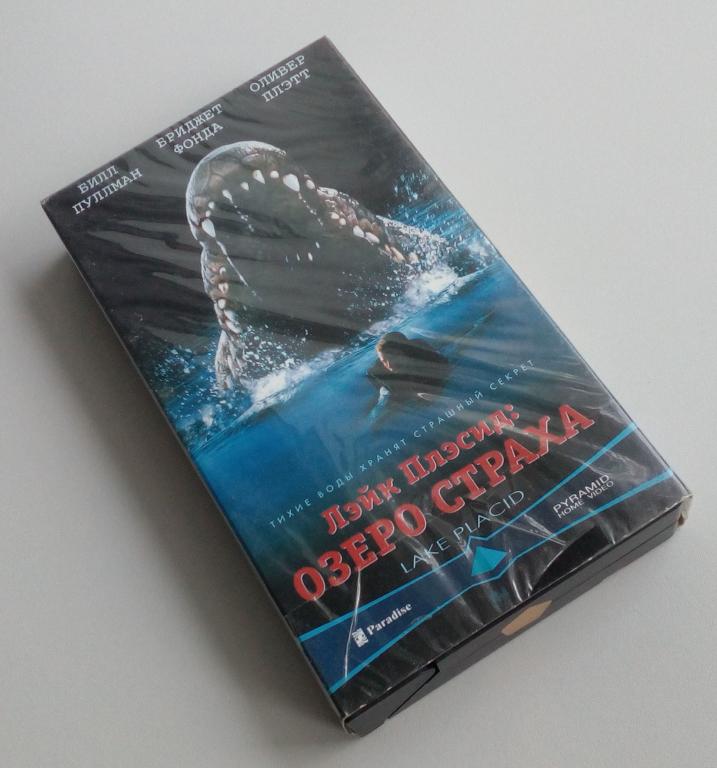 БИЛЛ
ПУЛЛМАН
БРИДЖЕТ
ФОНДА
ОЛИВЕР
ПЛЭТТ
ТИХИЕ ВОДЫ ХРАНЯТ СТРАШНЫЙ СЕКРЕТ
Лэйк Плэсид:
ОЗЕРО СТРАХА
LAKE PLACID
PYRAMID
HOME VIDEO
Paradise